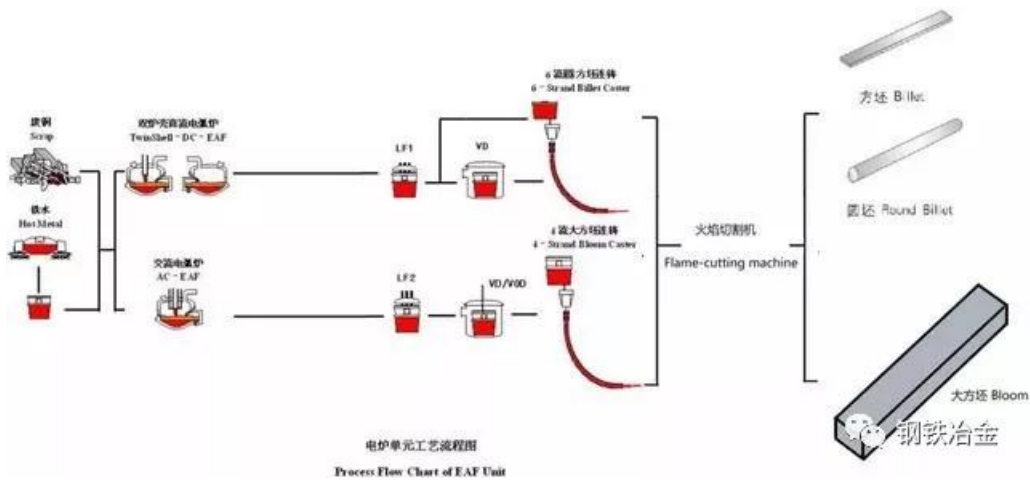 废钢
Scrap
铁水
Hot Metal
双炉壳直流电弧炉
TwinShell-DC-EAF
交流电弧炉
AC-EAF
LF1
VD
LF2
VD/VOD
6流圆方坯连铸
6-Strand Billet Caster
4流大方坯连铸
4-Strand Bloom Caster
火焰切割机
Flame-cutting machine
方坯 Billet
圆坯 Round Billet
大方坯 Bloom
钢铁冶金
电炉单元工艺流程图
Process Flow Chart of EAF Unit